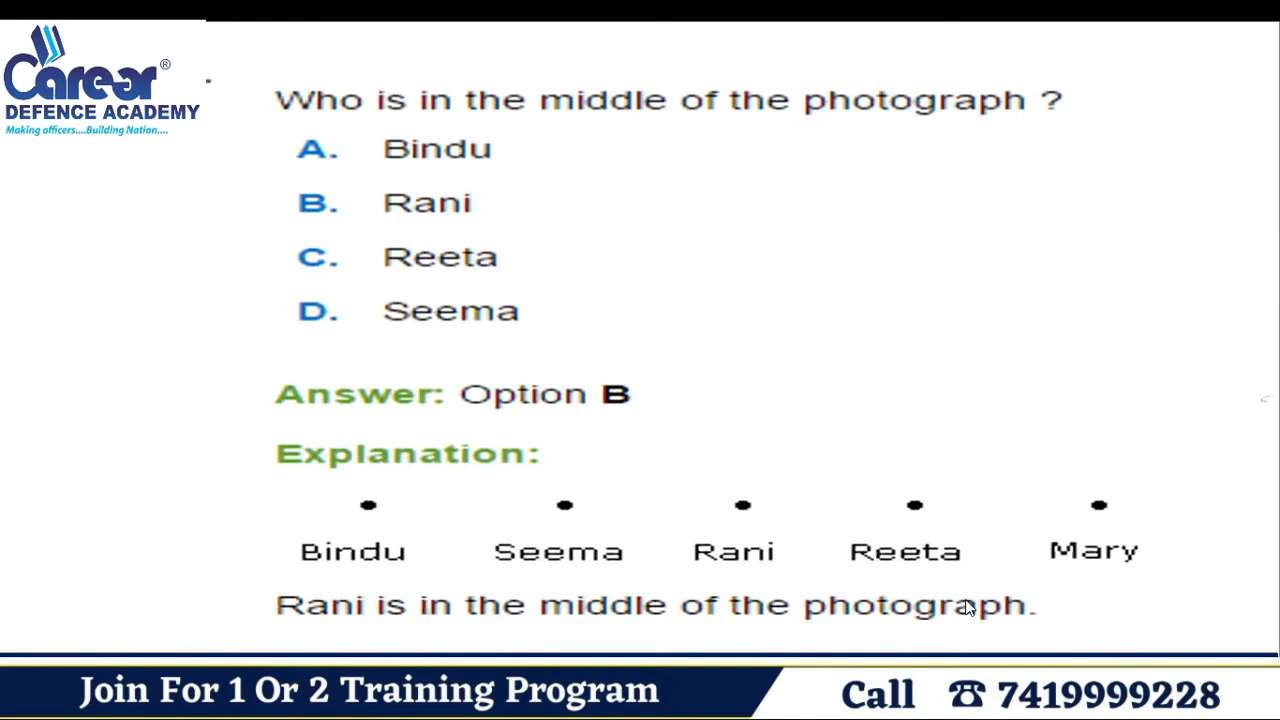 Carear ®
DEFENCE ACADEMY
Making officers....Building Nation....
Who is in the middle of the photograph ?
A. Bindu
B. Rani
C. Reeta
D. Seema
Answer: Option B
Explanation:
Bindu Seema Rani Reeta Mary
Rani is in the middle of the photograph.
Join For 1 Or 2 Training Program
Call ☎ 7419999228